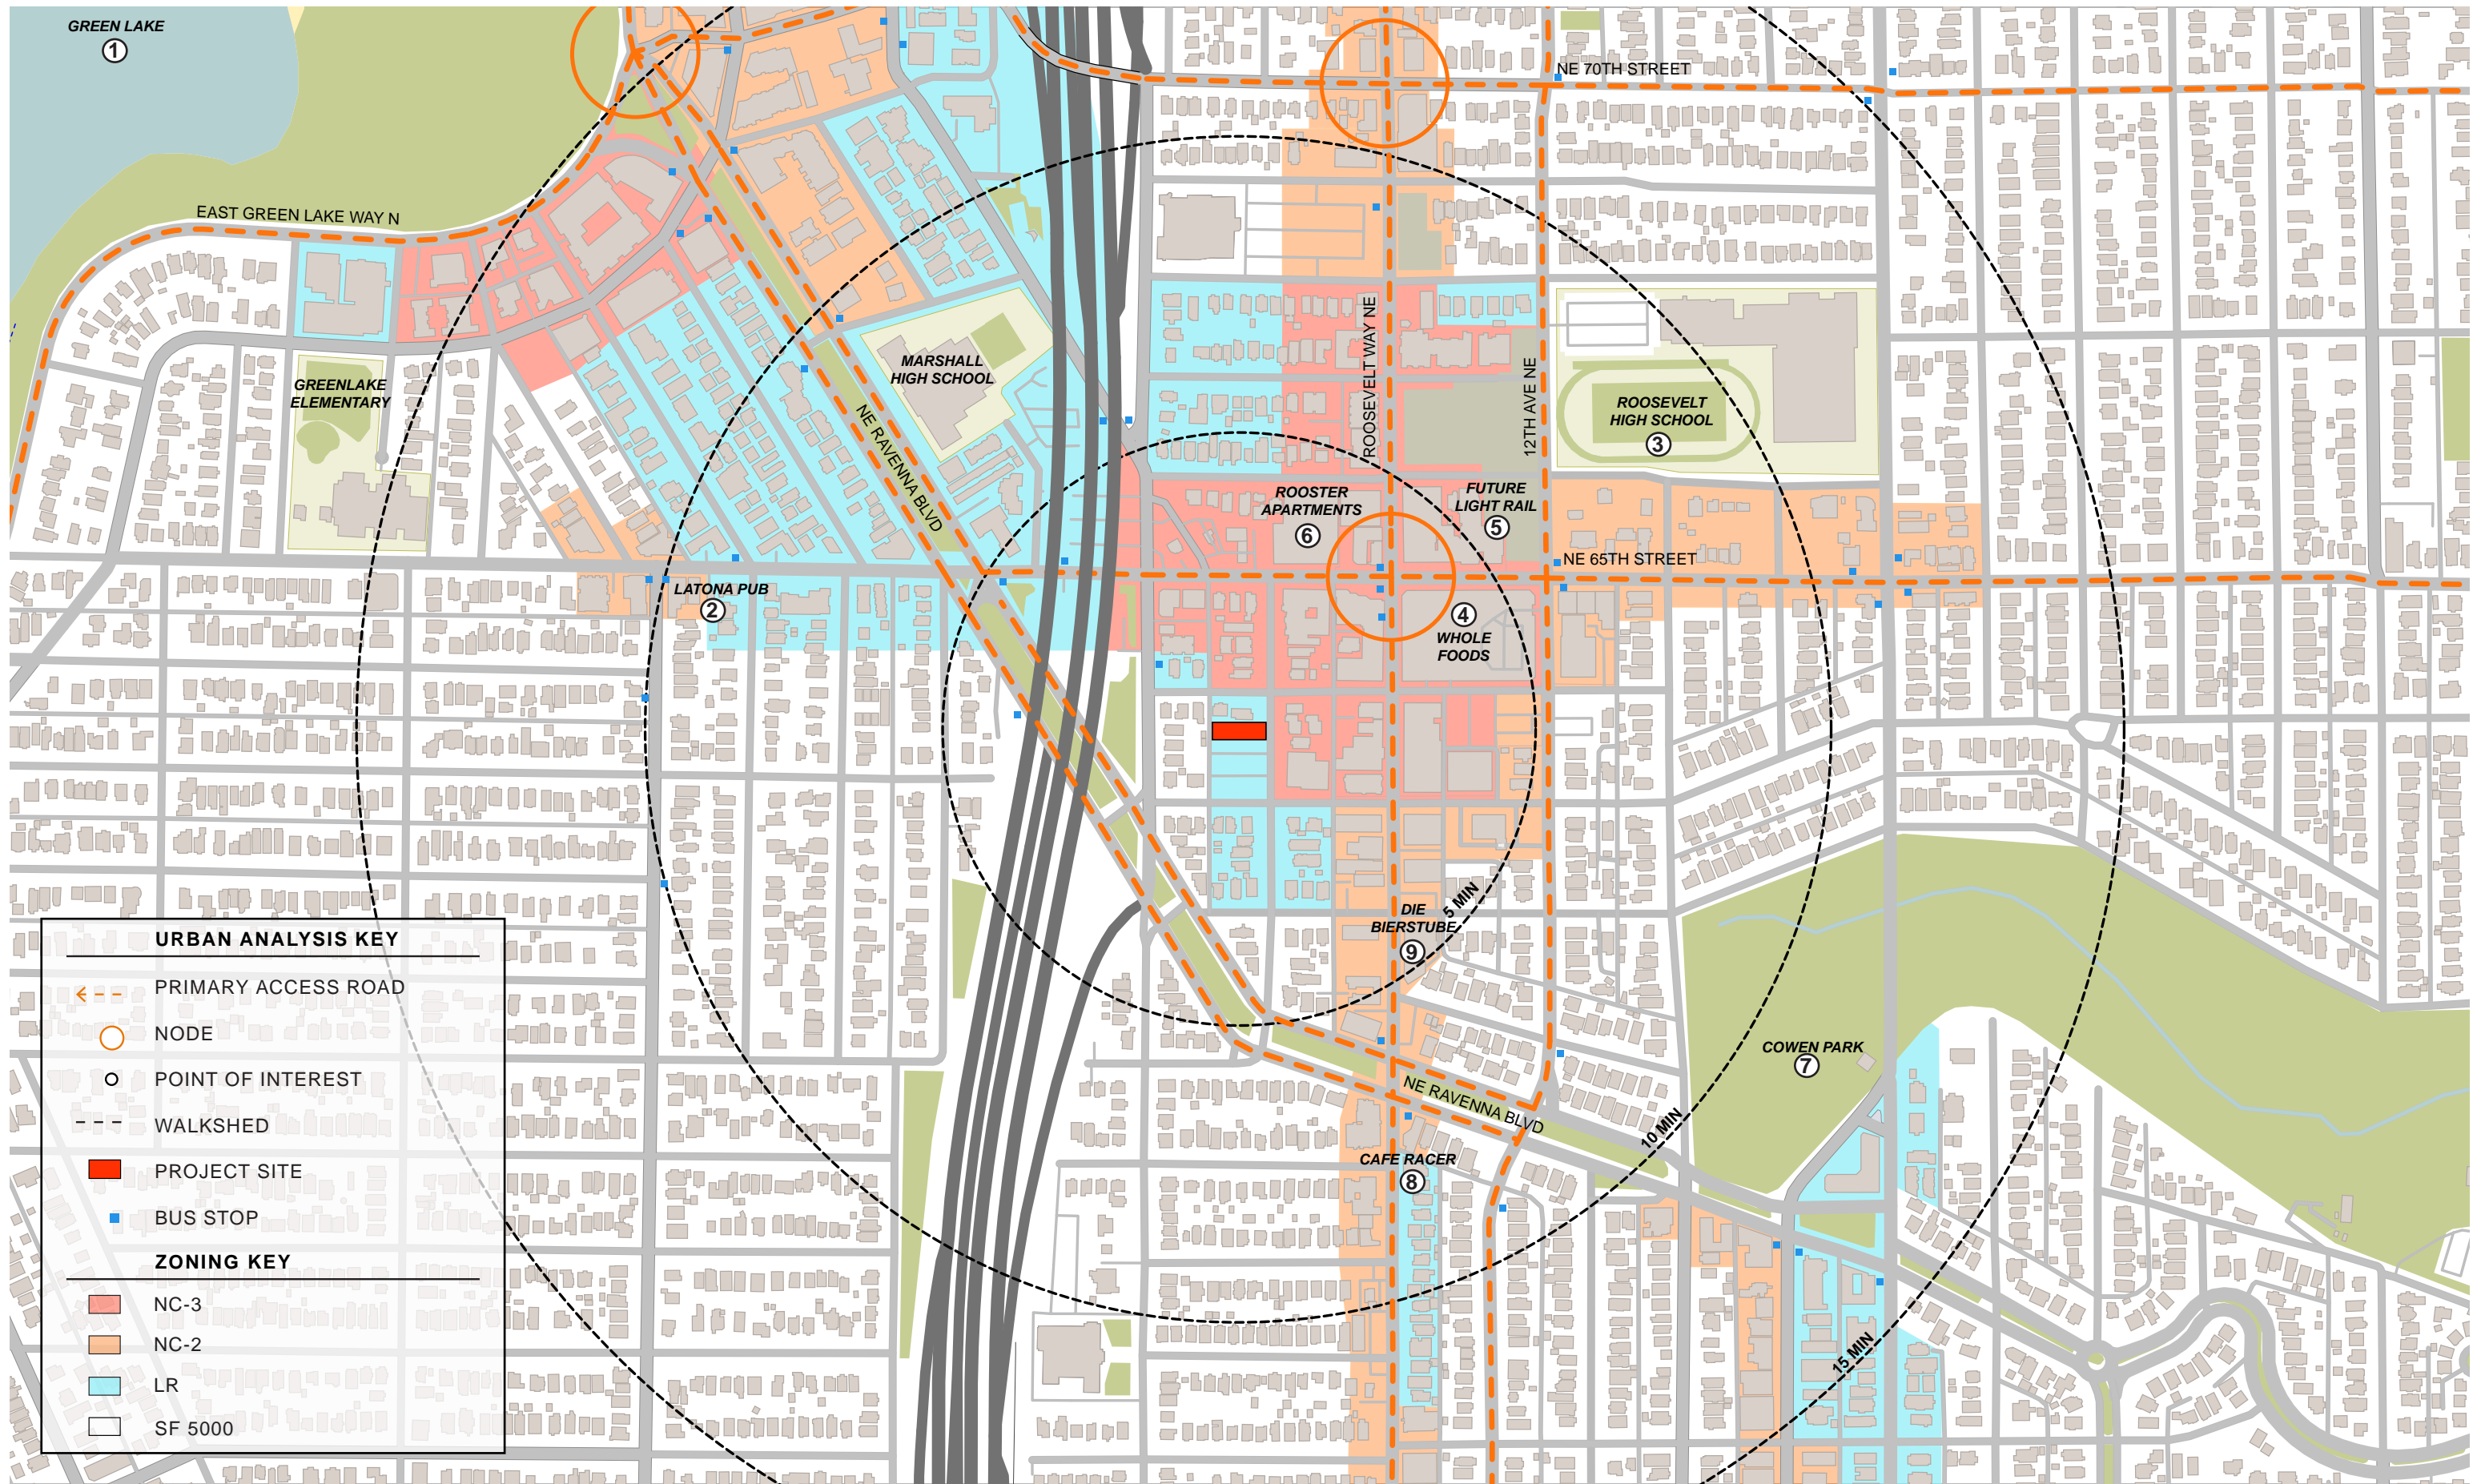 GREEN LAKE
1
NE 70TH STREET
EAST GREEN LAKE WAY N
ROOSEVELT WAY NE
12TH AVE NE
MARSHALL
HIGH SCHOOL
GREENLAKE
ELEMENTARY
ROOSEVELT
HIGH SCHOOL
3
NE RAVENNA BLVD
ROOSTER
APARTMENTS
6
FUTURE
LIGHT RAIL
5
NE 65TH STREET
LATONA PUB
2
4
WHOLE
FOODS
DIE
BIERSTUBE
9
5 MIN
COWEN PARK
7
NE RAVENNA BLVD
10 MIN
CAFE RACER
8
15 MIN
URBAN ANALYSIS KEY
PRIMARY ACCESS ROAD
NODE
POINT OF INTEREST
WALKSHED
PROJECT SITE
BUS STOP
ZONING KEY
NC-3
NC-2
LR
SF 5000